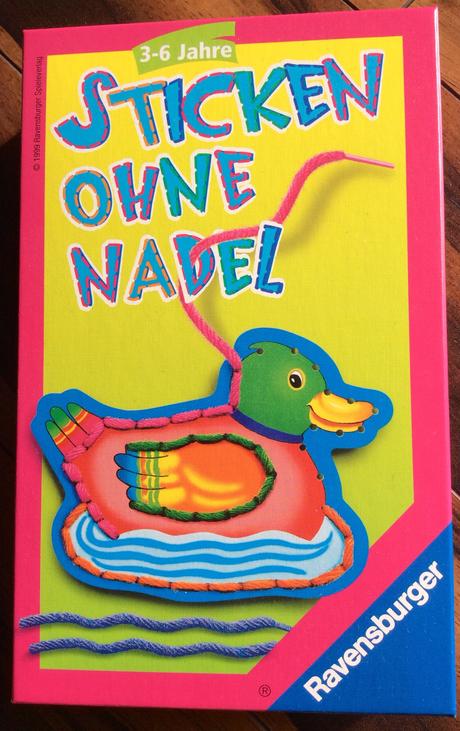 3-6 Jahre
STICKEN
OHNE
NADEL
© 1999 Ravensburger Spieleverlag
Ravensburger
®